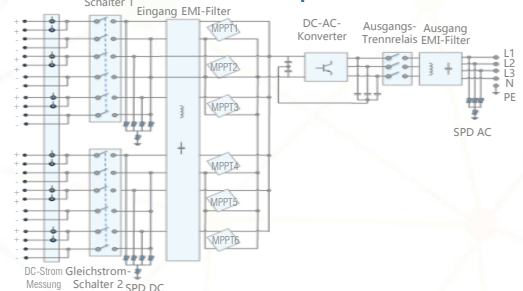 Schalter 1
Eingang EMI-Filter
DC-AC-
Konverter
Ausgangs-
Trennrelais
Ausgang
EMI-Filter
MPPT1
MPPT2
MPPT3
MPPT4
MPPT5
MPPT6
L1
L2
L3
N
PE
SPD AC
DC-Strom
Messung
Gleichstrom-
Schalter 2
SPD DC